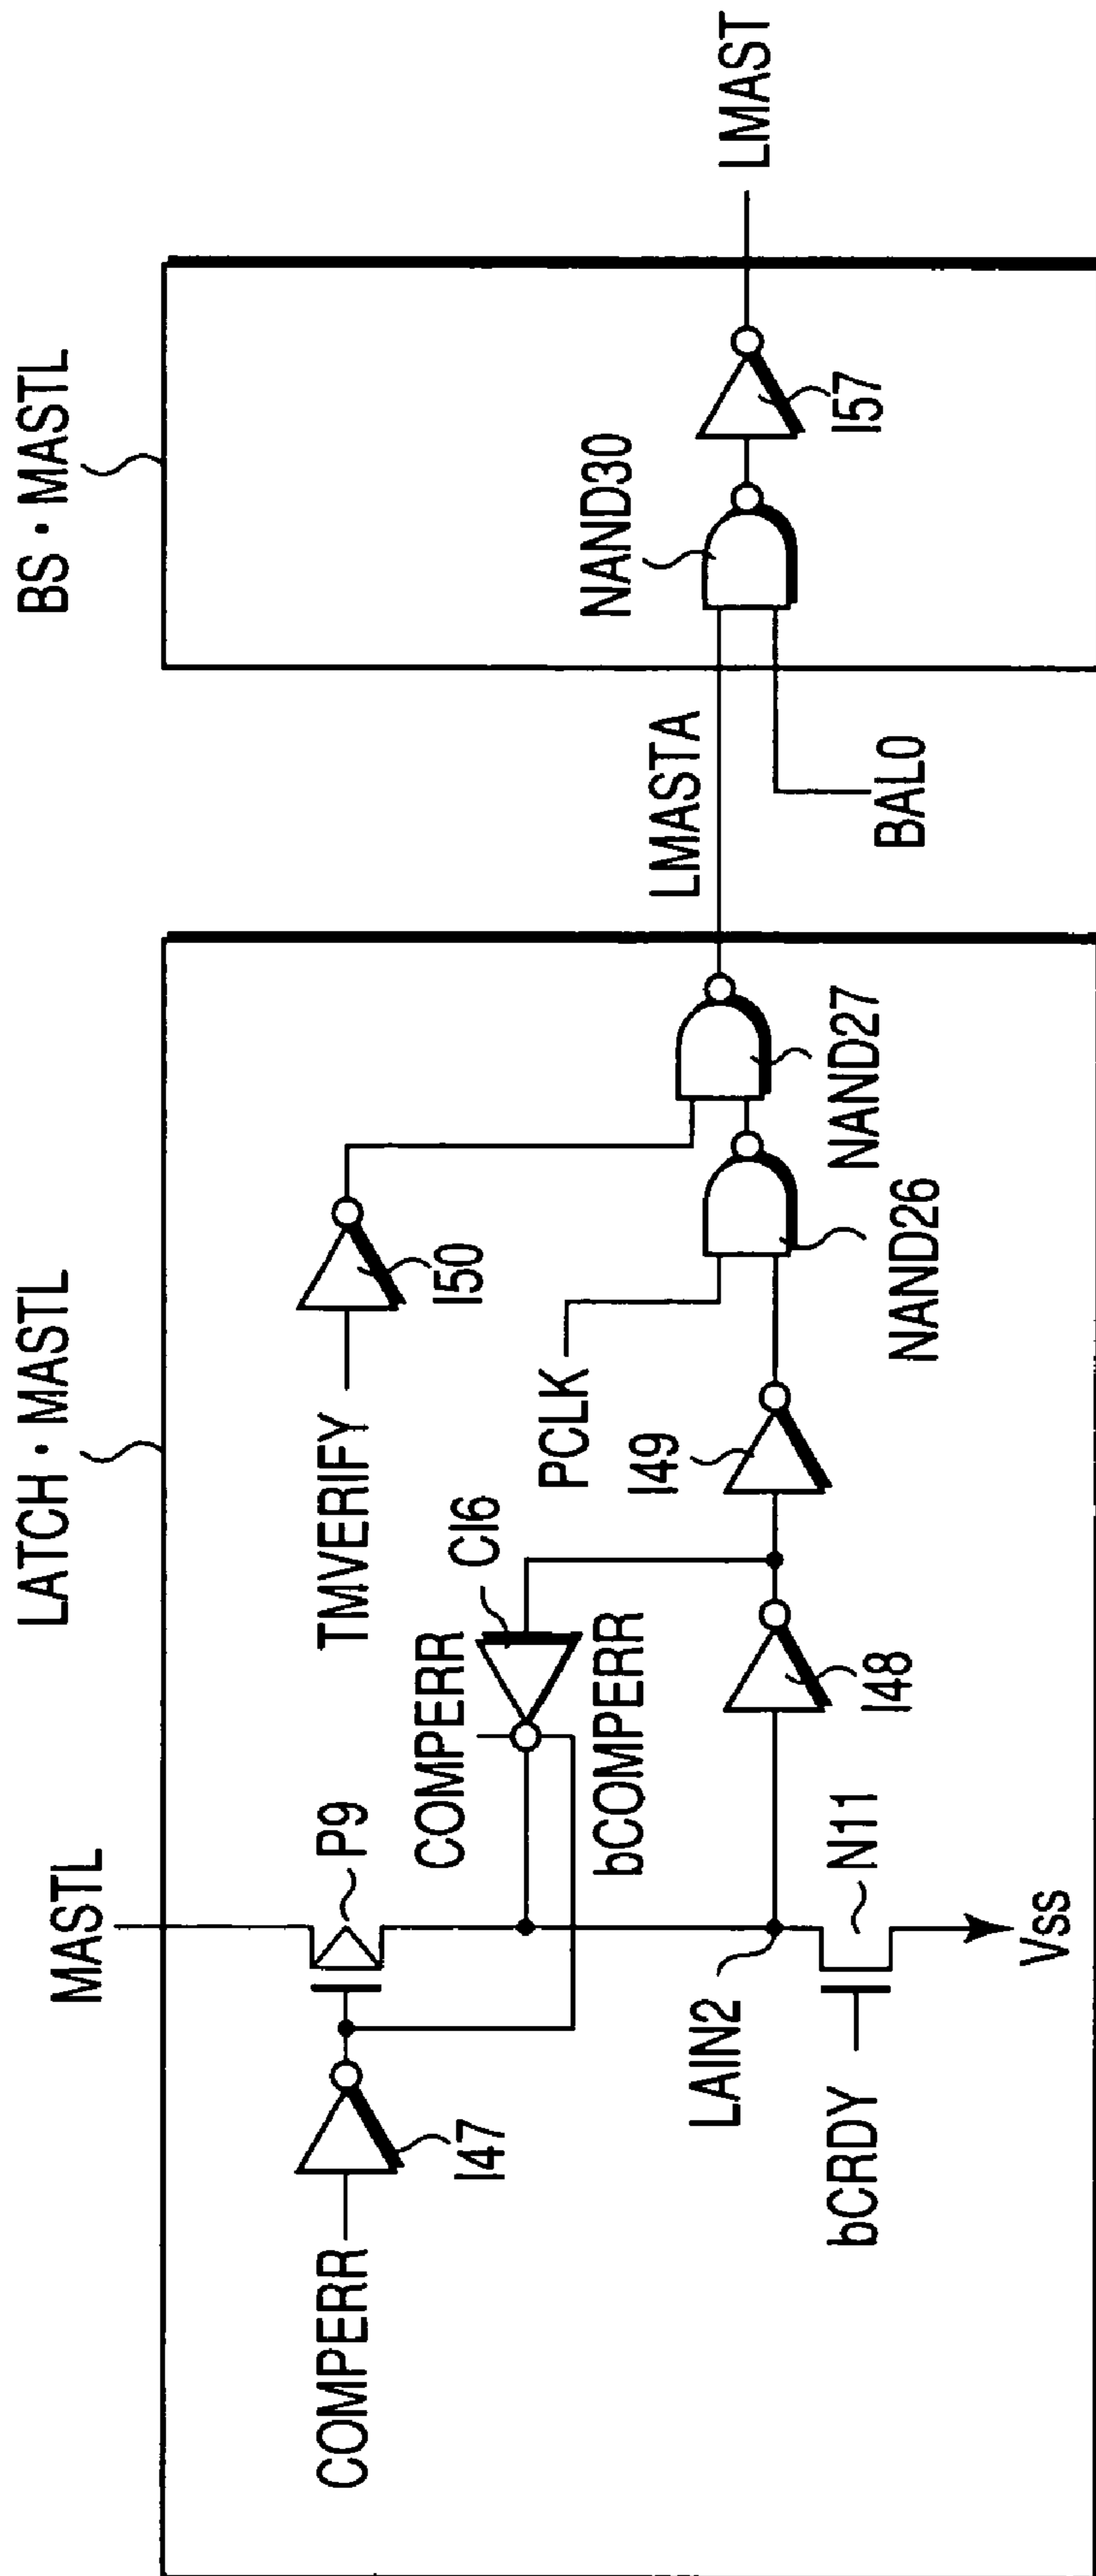 LATCH・MASTL
BS・MASTL
MASTL
COMPERR
I47
P9
COMPERR
CI6
bCOMPERR
TMVERIFY
I50
PCLK
LAIN2
I48
I49
NAND26
NAND27
bCRDY
N11
Vss
LMASTA
BAL0
NAND30
I57
LMAST